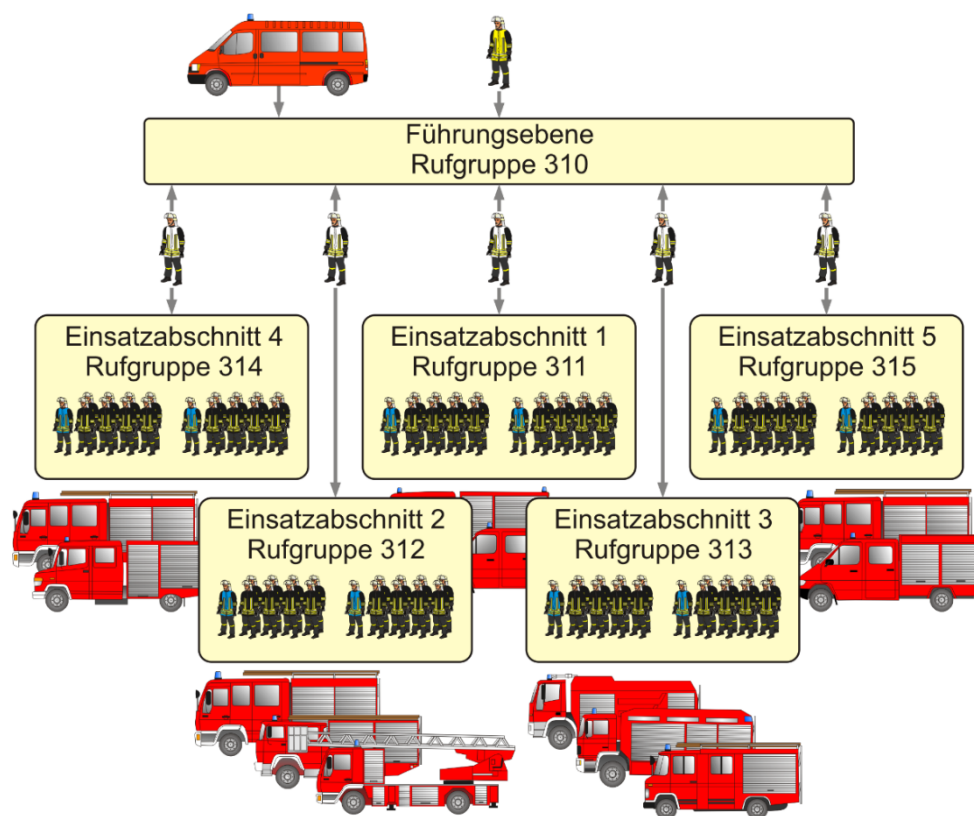 Führungsebene
Rufgruppe 310
Einsatzabschnitt 4
Rufgruppe 314
Einsatzabschnitt 1
Rufgruppe 311
Einsatzabschnitt 5
Rufgruppe 315
Einsatzabschnitt 2
Rufgruppe 312
Einsatzabschnitt 3
Rufgruppe 313